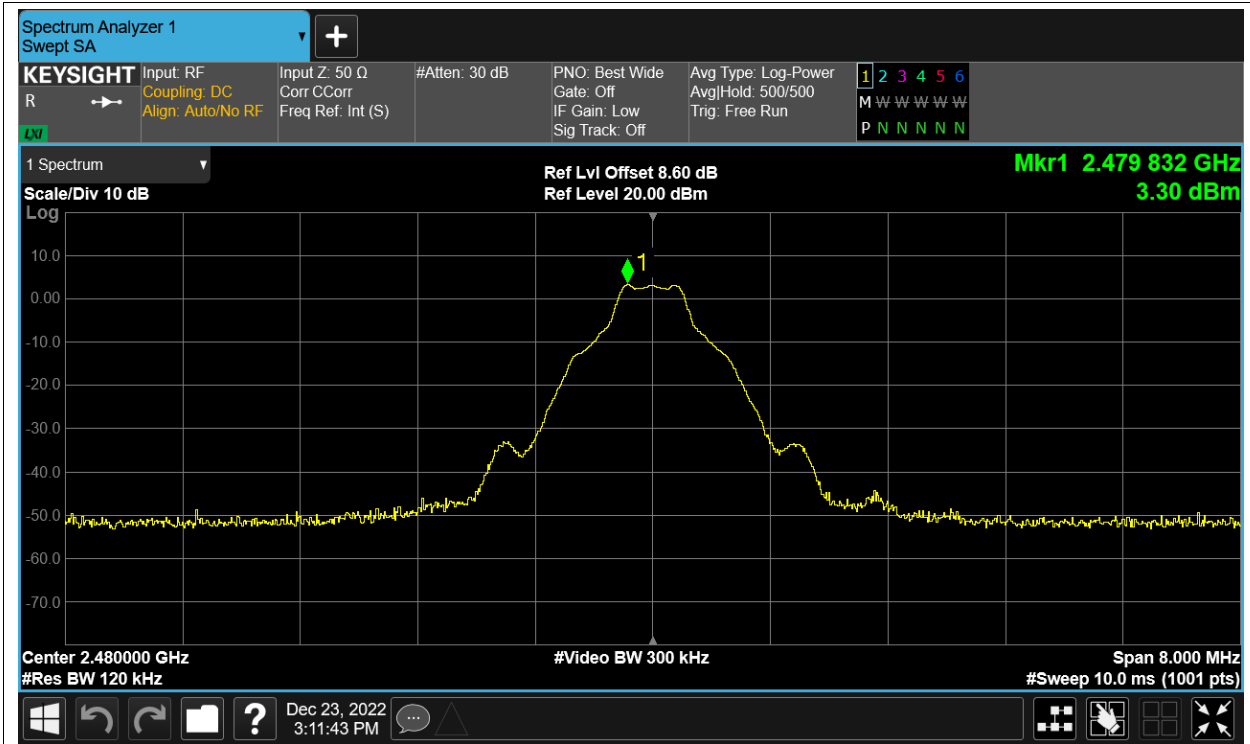 Spectrum Analyzer 1
Swept SA
KEYSIGHT
R
LXI
Input: RF
Coupling: DC
Align: Auto/No RF
Input Z: 50 Ω
Corr CCorr
Freq Ref: Int (S)
#Atten: 30 dB
PNO: Best Wide
Gate: Off
IF Gain: Low
Sig Track: Off
Avg Type: Log-Power
Avg|Hold: 500/500
Trig: Free Run
1 2 3 4 5 6
M W W W W W
P N N N N N
1 Spectrum
Scale/Div 10 dB
Log
Ref Lvl Offset 8.60 dB
Ref Level 20.00 dBm
Mkr1 2.479 832 GHz
3.30 dBm
1
10.0
0.00
-10.0
-20.0
-30.0
-40.0
-50.0
-60.0
-70.0
Center 2.480000 GHz
#Res BW 120 kHz
#Video BW 300 kHz
Span 8.000 MHz
#Sweep 10.0 ms (1001 pts)
?
Dec 23, 2022
3:11:43 PM